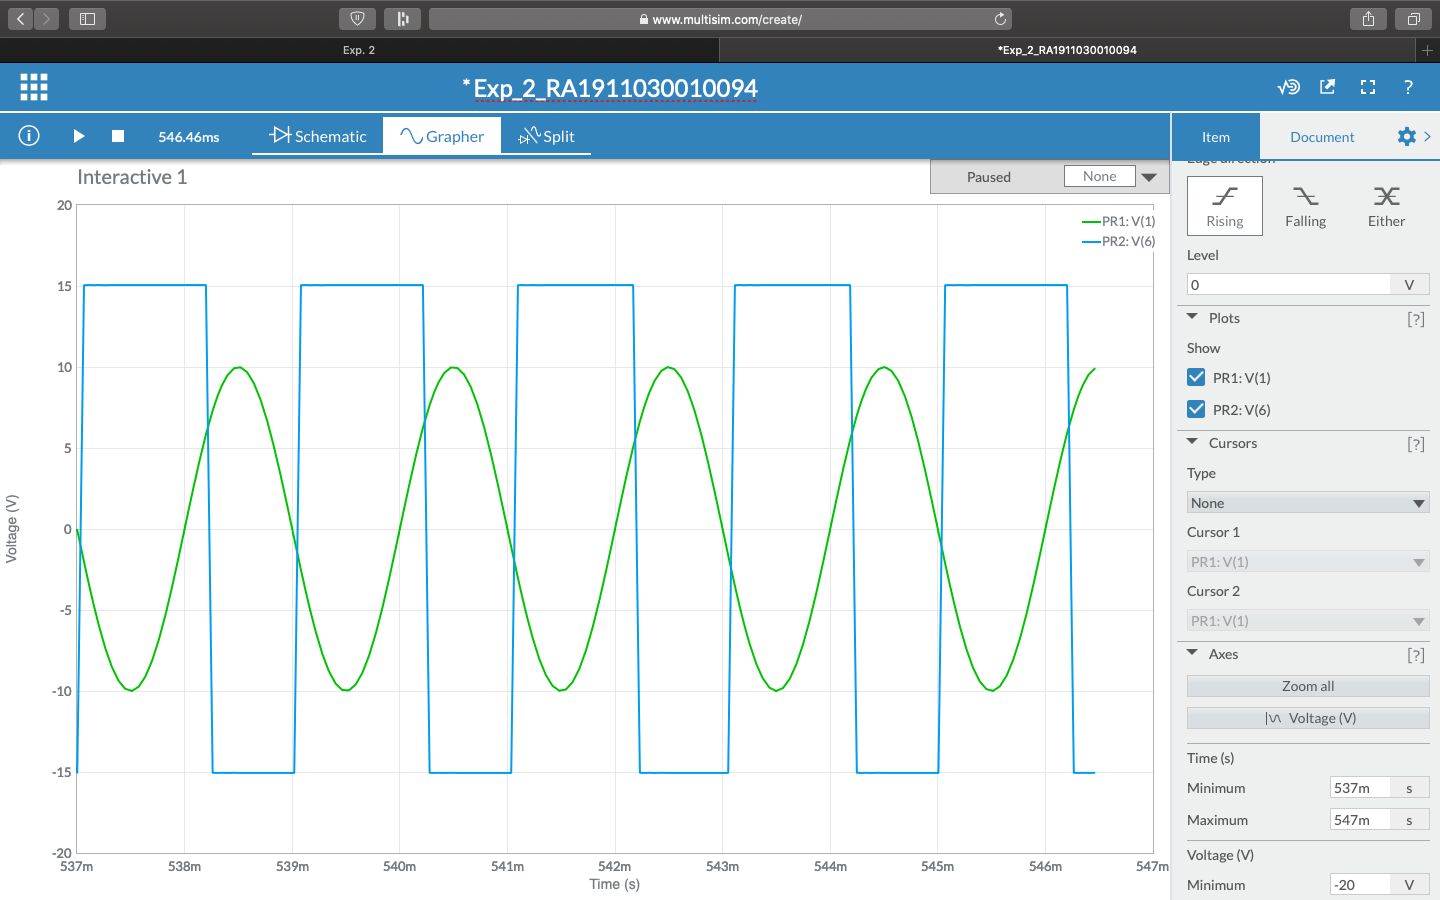 www.multisim.com/create/
Exp. 2
*Exp_2_RA1911030010094
*Exp_2_RA1911030010094
?
546.46ms
Schematic
Grapher
Split
Item
Document
Interactive 1
Paused
None
Edge direction
Rising
Falling
Either
Level
0
V
Plots
[?]
Show
PR1: V(1)
PR2: V(6)
Cursors
[?]
Type
None
Cursor 1
PR1: V(1)
Cursor 2
PR1: V(1)
Axes
[?]
Zoom all
Voltage (V)
Time (s)
Minimum
537m
s
Maximum
547m
s
Voltage (V)
Minimum
-20
V
PR1: V(1)
PR2: V(6)
20
15
10
5
0
-5
-10
-15
-20
Voltage (V)
537m
538m
539m
540m
541m
542m
543m
544m
545m
546m
547m
Time (s)